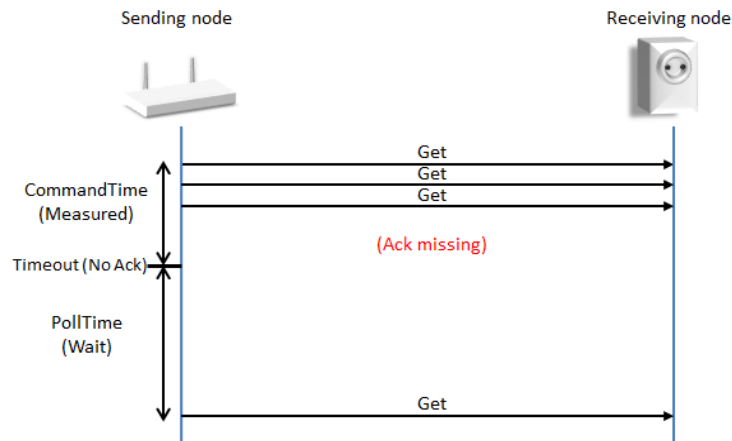 Sending node
Receiving node
Get
Get
CommandTime
(Measured)
Get
(Ack missing)
Timeout (No Ack)
PollTime
(Wait)
Get